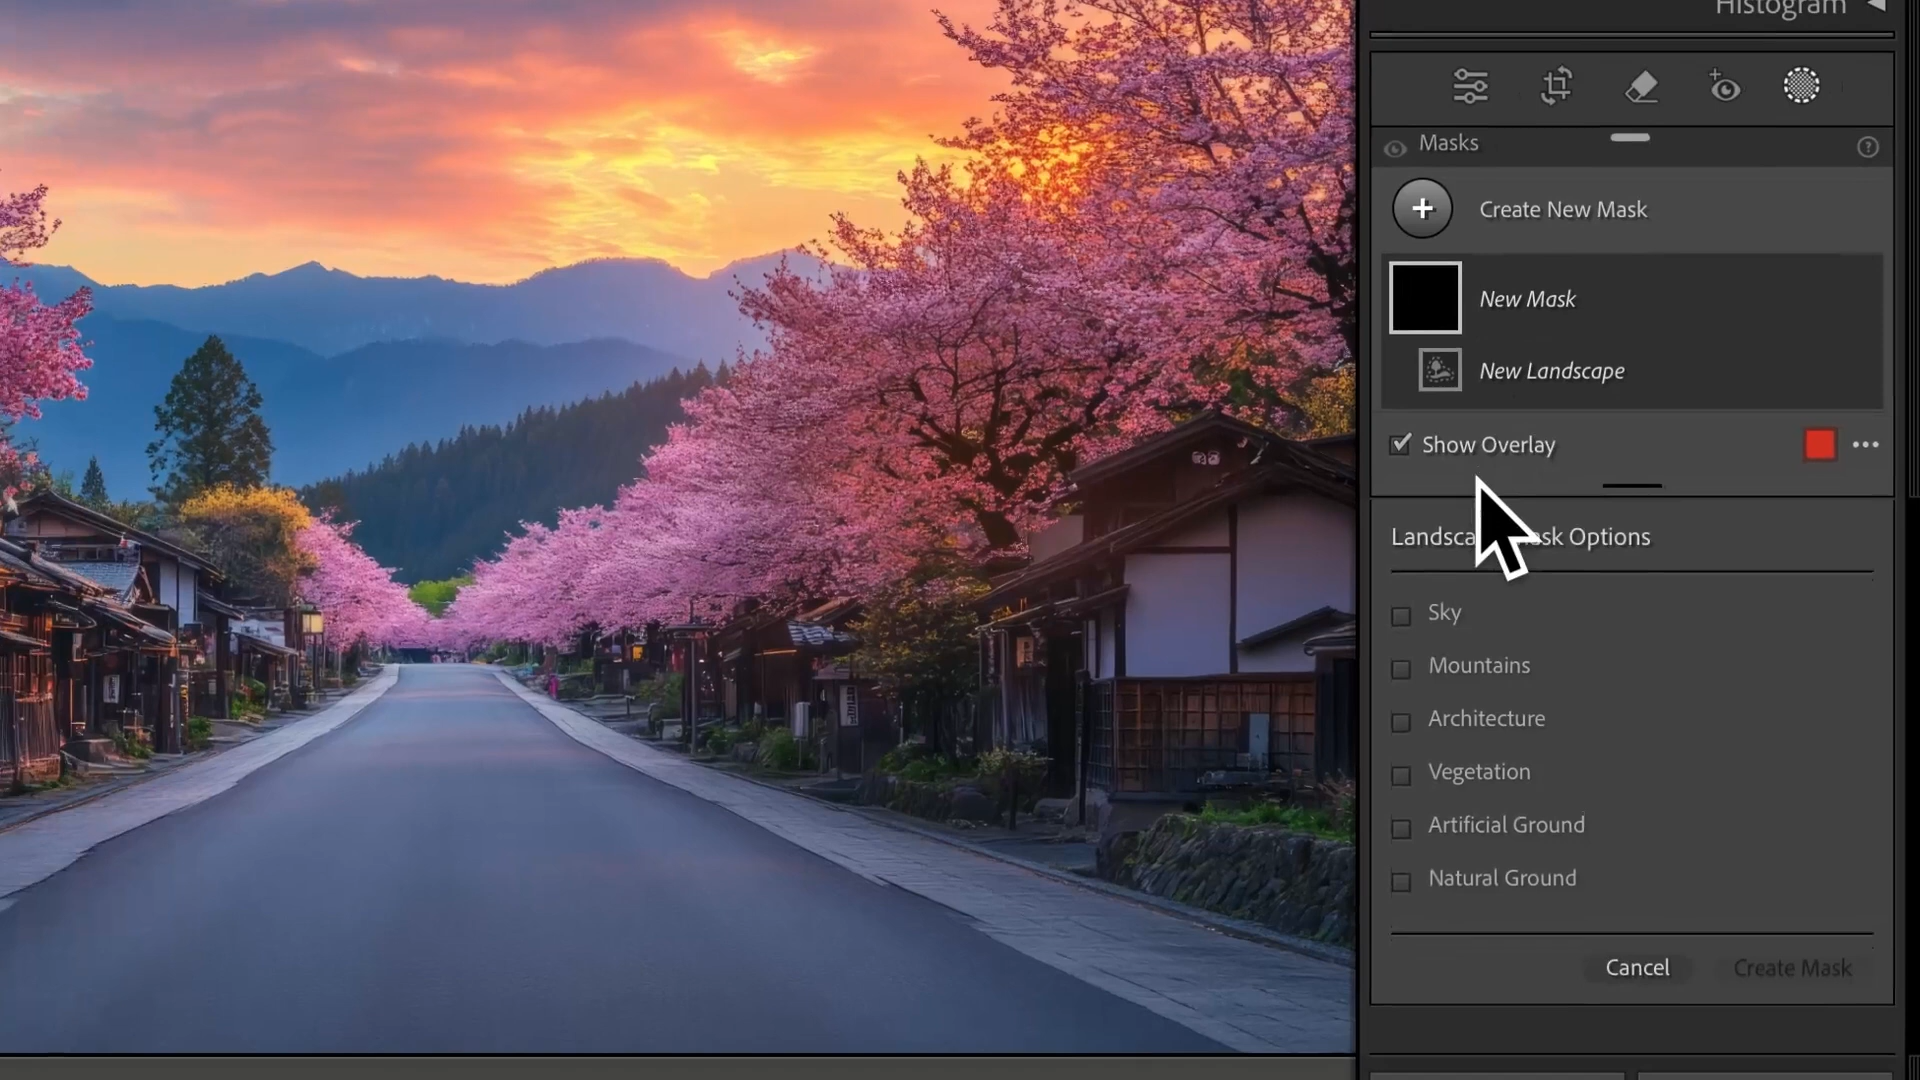 Histogram
Masks
Create New Mask
New Mask
New Landscape
Show Overlay
Landsca sk Options
Sky
Mountains
Architecture
Vegetation
Artificial Ground
Natural Ground
Cancel
Create Mask